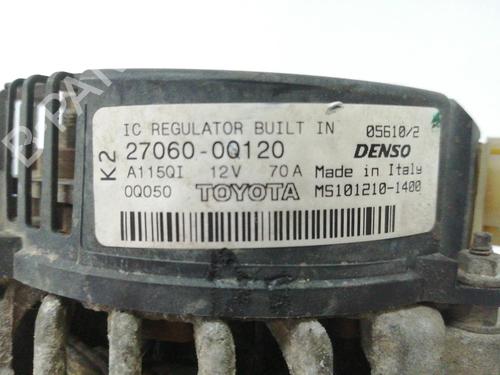 IC REGULATOR BUILT IN 05610/2
K2 27060-0Q120 DENSO
A115QI 12V 70A Made in Italy
0Q050 TOYOTA MS101210-1400
B-PARTS